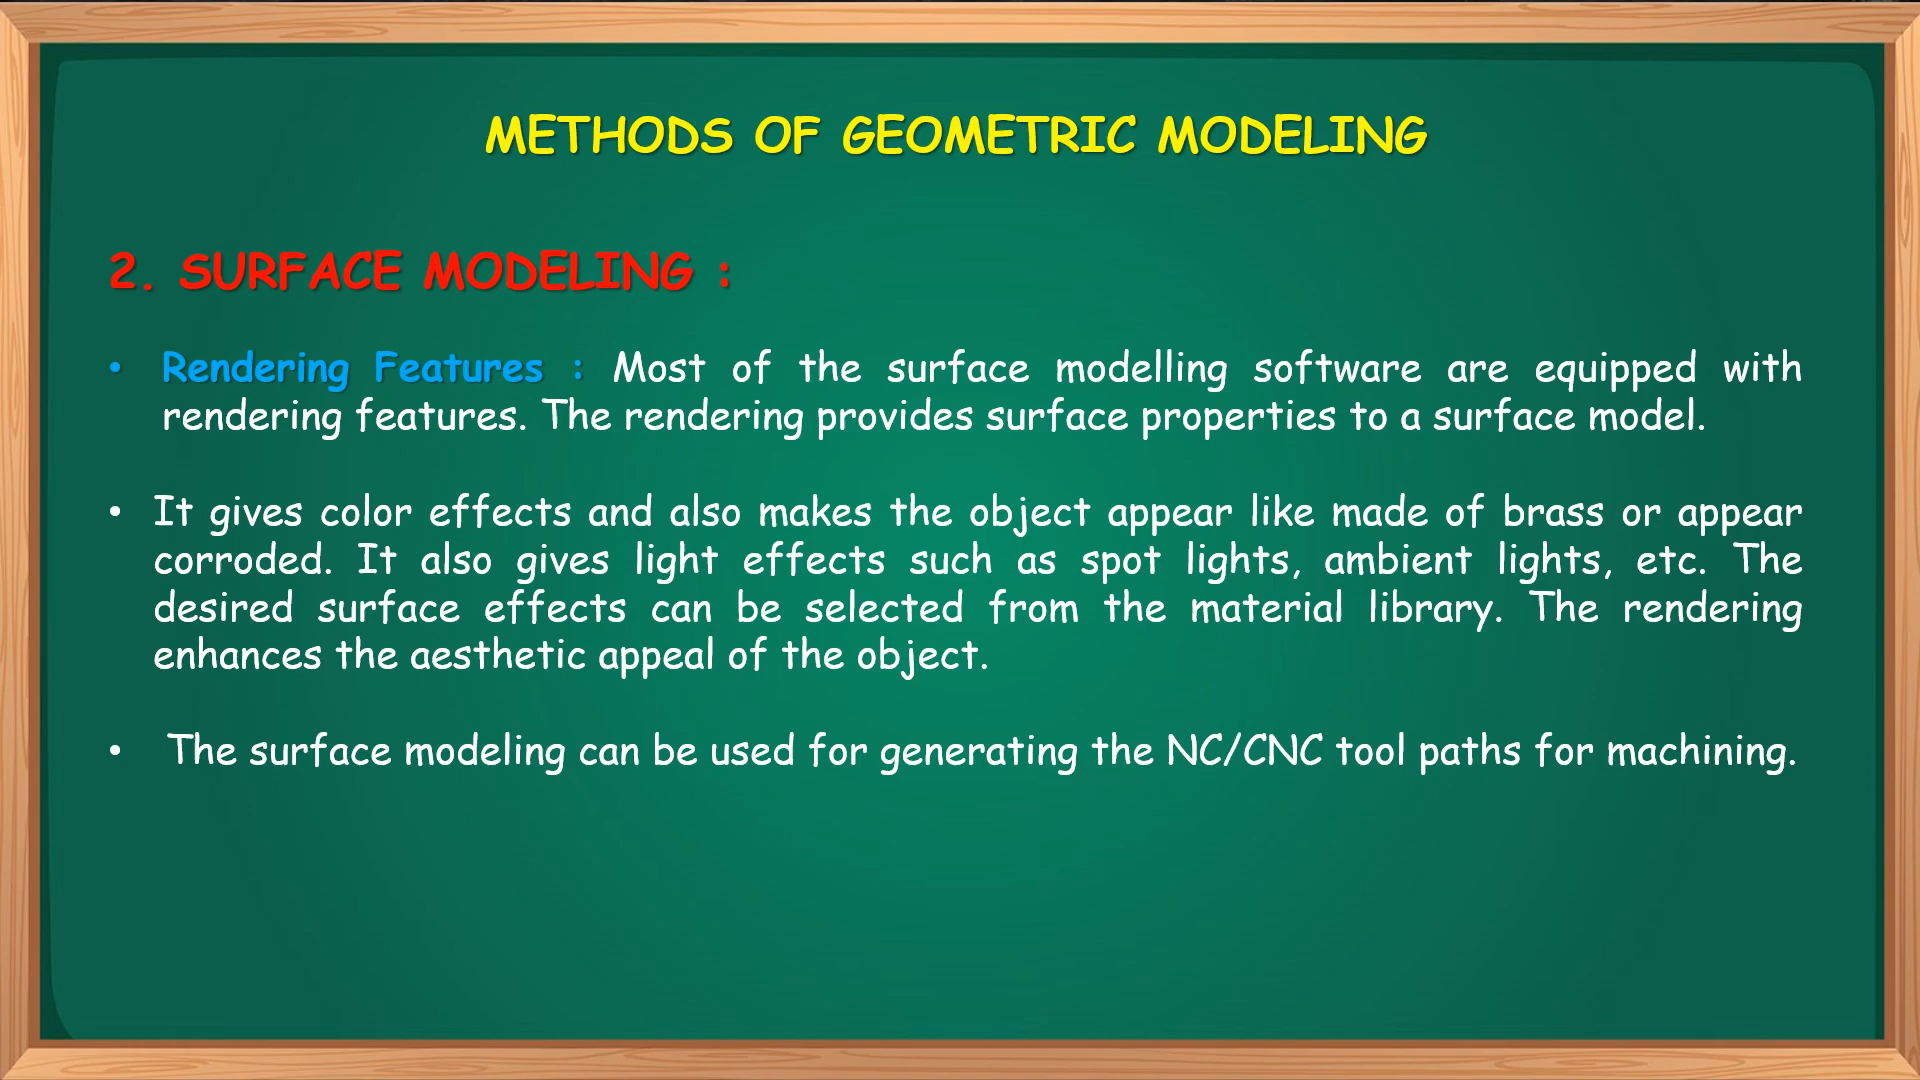 METHODS OF GEOMETRIC MODELING
2. SURFACE MODELING :
• Rendering Features : Most of the surface modelling software are equipped with
rendering features. The rendering provides surface properties to a surface model.
• It gives color effects and also makes the object appear like made of brass or appear
corroded. It also gives light effects such as spot lights, ambient lights, etc. The
desired surface effects can be selected from the material library. The rendering
enhances the aesthetic appeal of the object.
• The surface modeling can be used for generating the NC/CNC tool paths for machining.